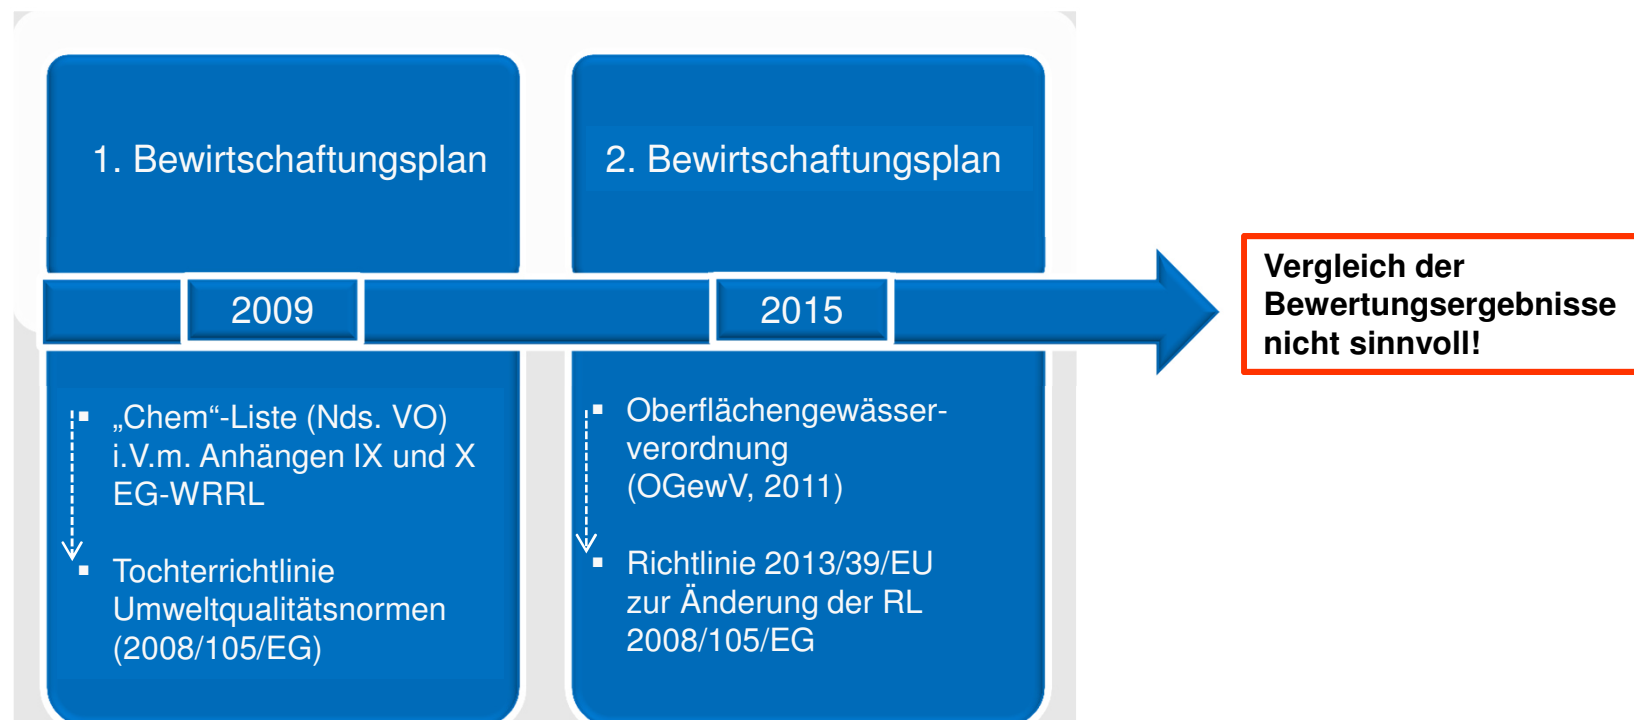 1. Bewirtschaftungsplan
2. Bewirtschaftungsplan
2009
2015
Vergleich der
Bewertungsergebnisse
nicht sinnvoll!
▪ „Chem“-Liste (Nds. VO)
i.V.m. Anhängen IX und X
EG-WRRL
▪ Tochterrichtlinie
Umweltqualitätsnormen
(2008/105/EG)
▪ Oberflächengewässer-
verordnung
(OGewV, 2011)
▪ Richtlinie 2013/39/EU
zur Änderung der RL
2008/105/EG